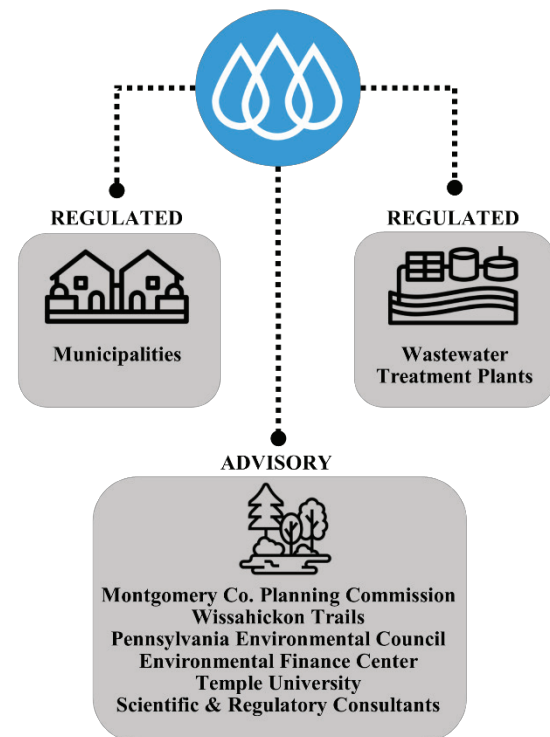 REGULATED
Municipalities
REGULATED
Wastewater
Treatment Plants
ADVISORY
Montgomery Co. Planning Commission
Wissahickon Trails
Pennsylvania Environmental Council
Environmental Finance Center
Temple University
Scientific & Regulatory Consultants